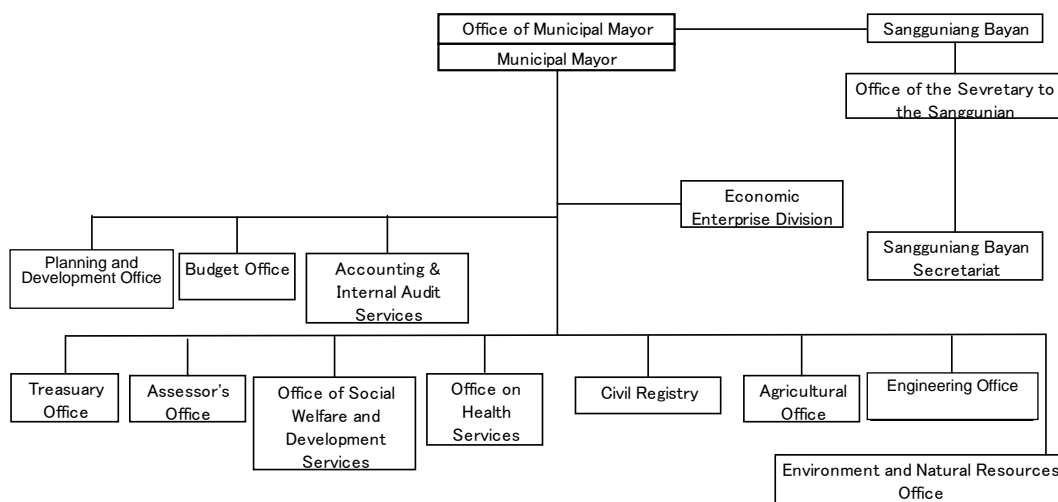 Office of Municipal Mayor
Municipal Mayor
Sangguniang Bayan
Office of the Sevretary to
the Sanggunian
Economic
Enterprise Division
Sangguniang Bayan
Secretariat
Planning and
Development Office
Budget Office
Accounting &
Internal Audit
Services
Treasury
Office
Assessor's
Office
Office of Social
Welfare and
Development
Services
Office on
Health
Services
Civil Registry
Agricultural
Office
Engineering Office
Environment and Natural Resources
Office